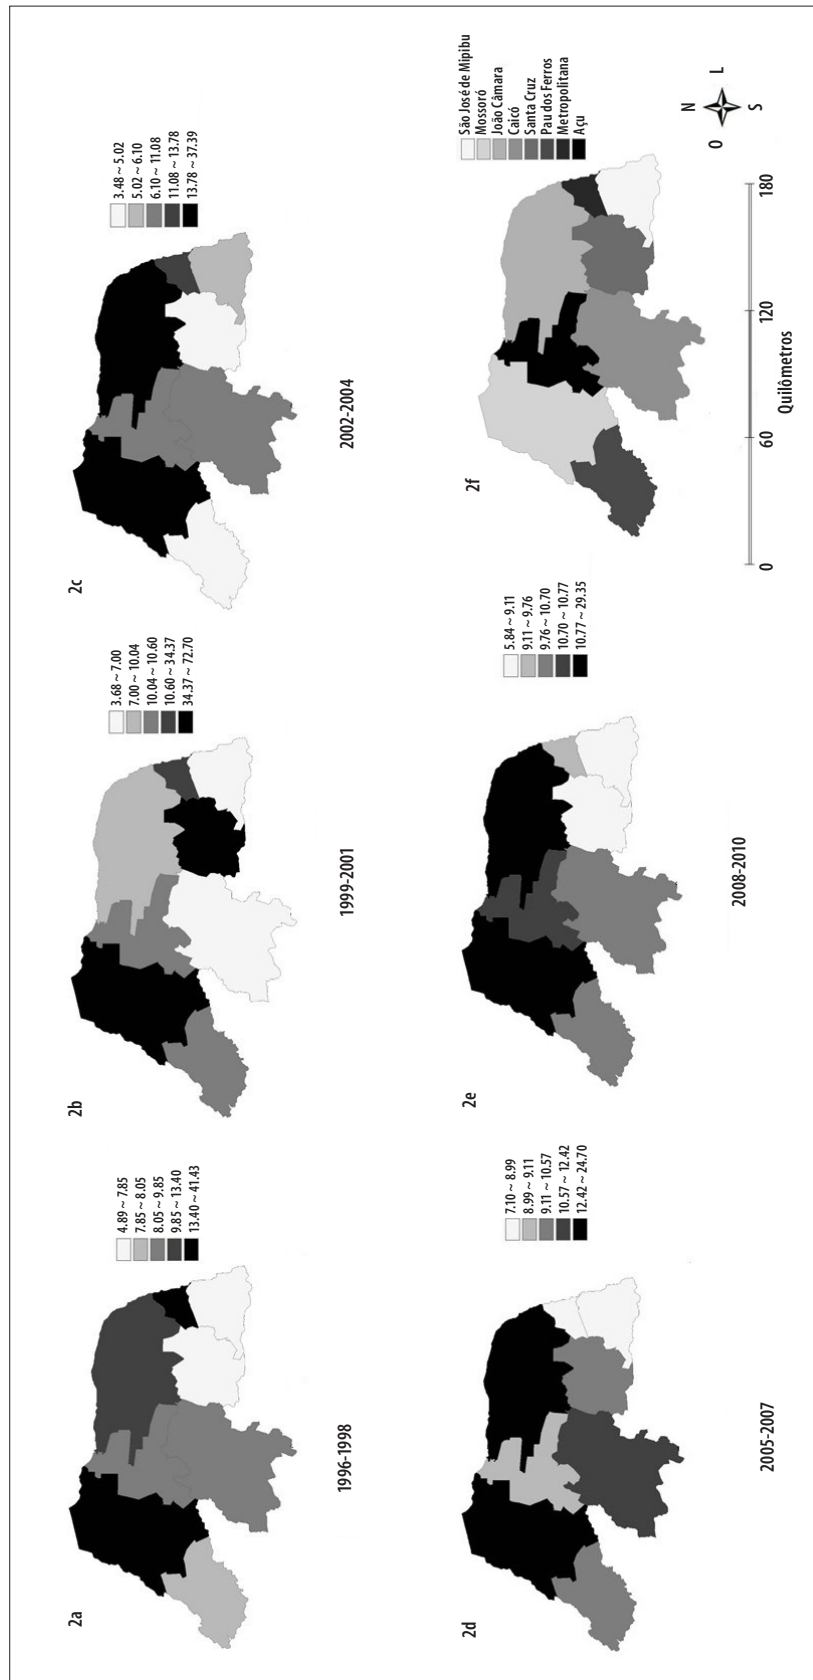 2a
4.89 ~ 7.85
7.85 ~ 8.05
8.05 ~ 9.85
9.85 ~ 13.40
13.40 ~ 41.43
1996-1998
2b
3.68 ~ 7.00
7.00 ~ 10.04
10.04 ~ 10.60
10.60 ~ 34.37
34.37 ~ 72.70
1999-2001
2c
3.48 ~ 5.02
5.02 ~ 6.10
6.10 ~ 11.08
11.08 ~ 13.78
13.78 ~ 37.39
2002-2004
2d
7.10 ~ 8.99
8.99 ~ 9.11
9.11 ~ 10.57
10.57 ~ 12.42
12.42 ~ 24.70
2005-2007
2e
5.84 ~ 9.11
9.11 ~ 9.76
9.76 ~ 10.70
10.70 ~ 10.77
10.77 ~ 29.35
2008-2010
2f
São José de Mipibu
Mossoró
João Câmara
Caicó
Santa Cruz
Pau dos Ferros
Metropolitana
Açu
N
O L
S
0 60 120 180
Quilômetros